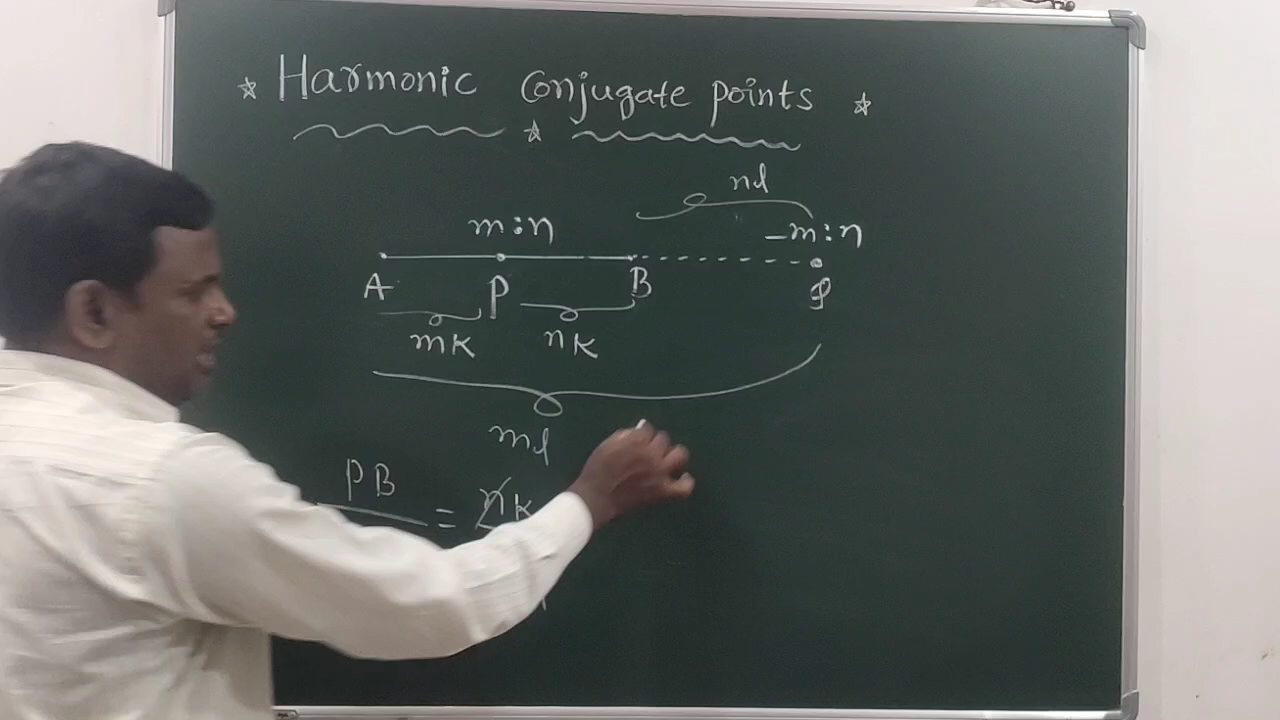 Harmonic Conjugate points
nl
m:n -m:n
A P B
mk nk
ml
PB = nk